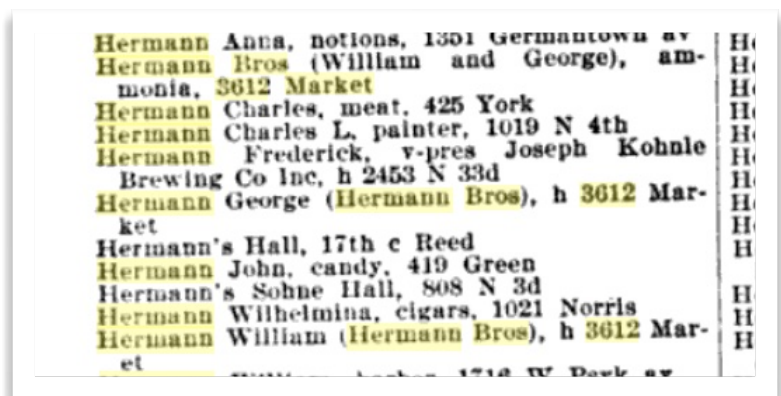 Hermann Anna, notions, 1351 Germantown av
Hermann Bros (William and George), am-
monia, 3612 Market
Hermann Charles, meat, 425 York
Hermann Charles L, painter, 1019 N 4th
Hermann Frederick, v-pres Joseph Kohnle
Brewing Co Inc, h 2453 N 33d
Hermann George (Hermann Bros), h 3612 Mar-
ket
Hermann's Hall, 17th c Reed
Hermann John, candy, 419 Green
Hermann's Sohne Hall, 808 N 3d
Hermann Wilhelmina, cigars, 1021 Norris
Hermann William (Hermann Bros), h 3612 Mar-
et